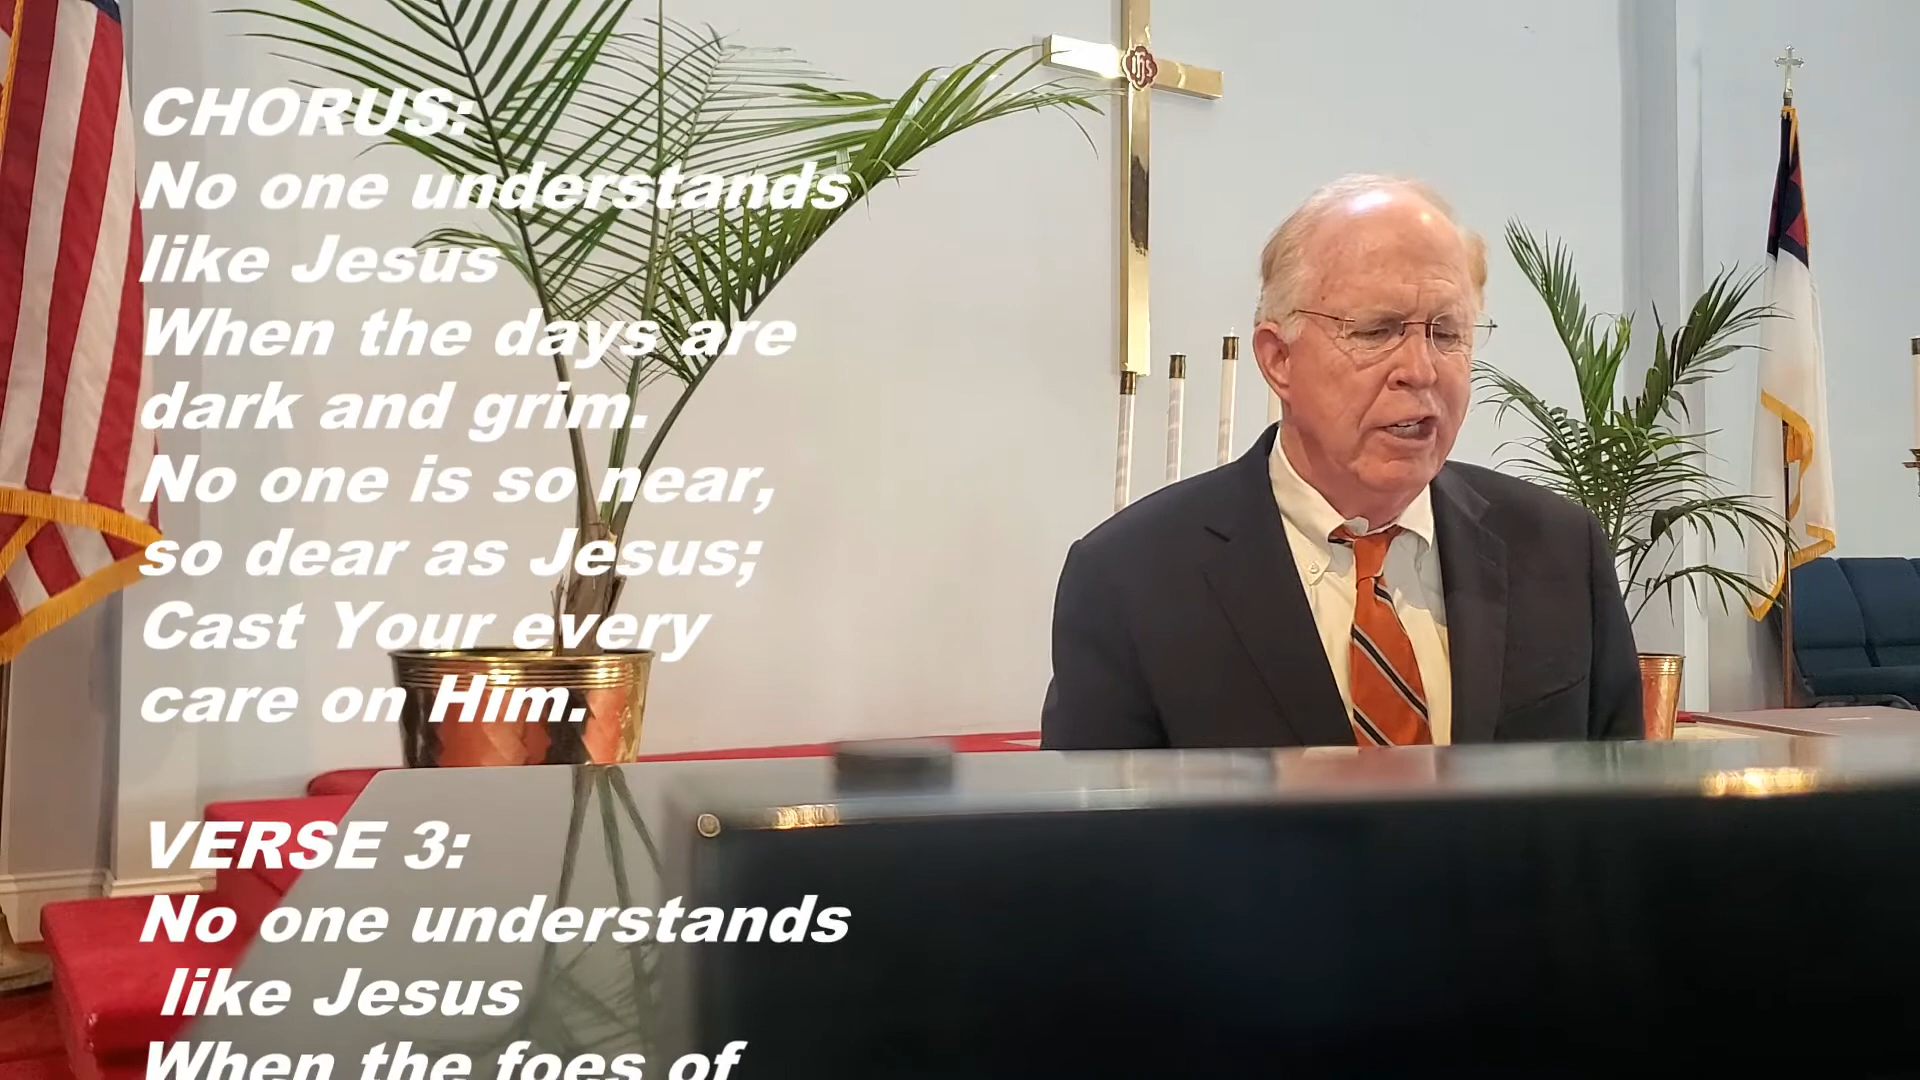 IHS
CHORUS:
No one understands
like Jesus
When the days are
dark and grim.
No one is so near,
so dear as Jesus;
Cast Your every
care on Him.
VERSE 3:
No one understands
like Jesus
When the foes of